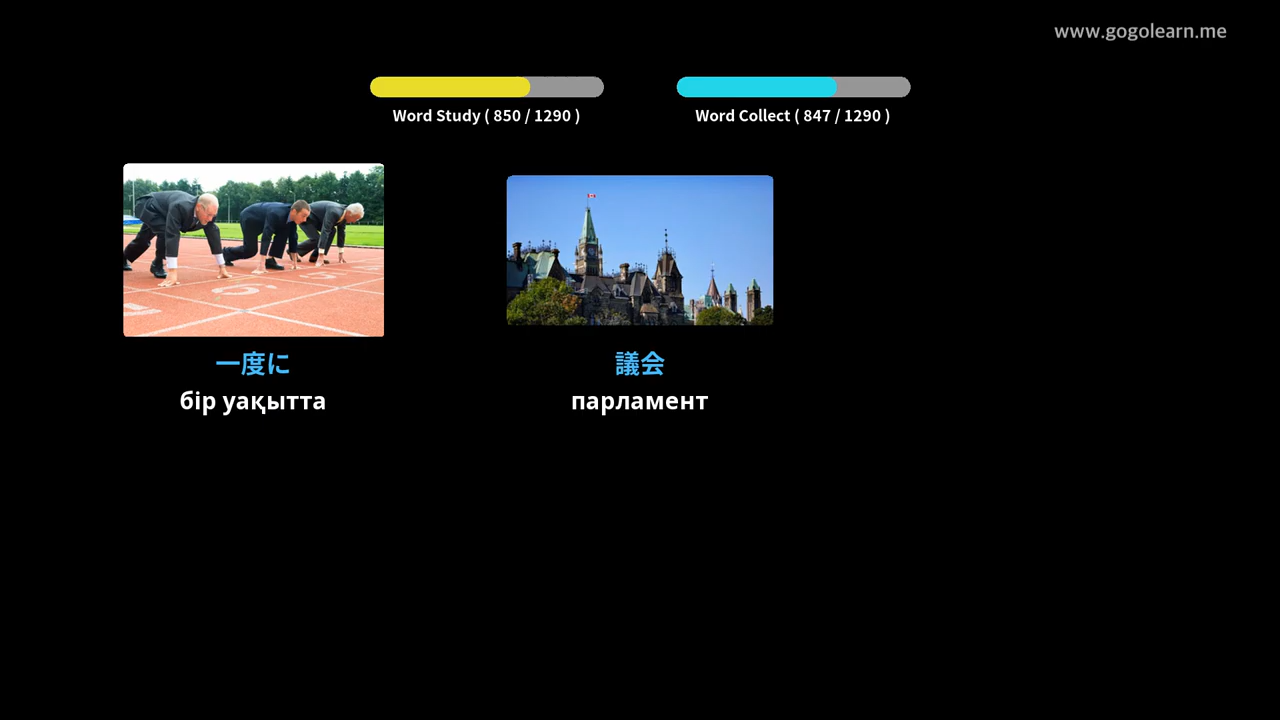 www.gogolearn.me
Word Study ( 850 / 1290 )
Word Collect ( 847 / 1290 )
一度に
бір уақытта
議会
парламент